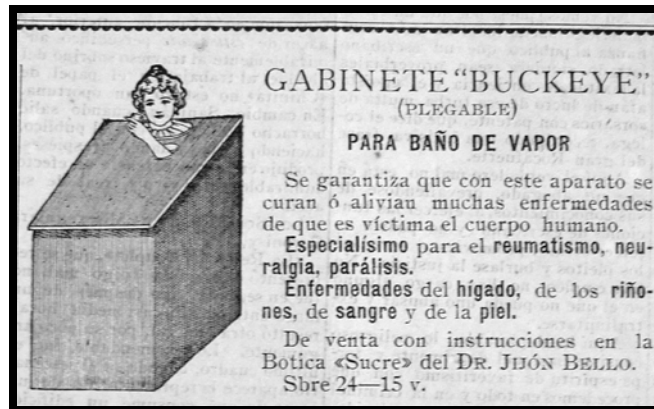 GABINETE "BUCKEYE"
(PLEGABLE)
PARA BAÑO DE VAPOR
Se garantiza que con este aparato se
curan ó alivian muchas enfermedades
de que es víctima el cuerpo humano.
Especialísimo para el reumatismo, neu-
ralgia, parálisis.
Enfermedades del hígado, de los riño-
nes, de sangre y de la piel.
De venta con instrucciones en la
Botica «Sucre» del DR. JIJÓN BELLO.
Sbre 24—15 v.